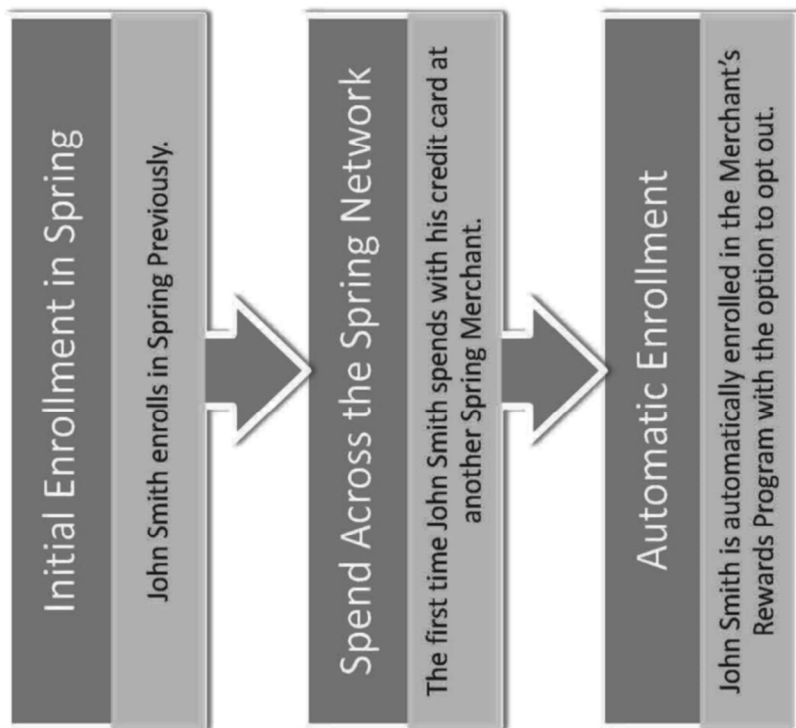 Initial Enrollment in Spring
John Smith enrolls in Spring Previously.
Spend Across the Spring Network
The first time John Smith spends with his credit card at
another Spring Merchant.
Automatic Enrollment
John Smith is automatically enrolled in the Merchant's
Rewards Program with the option to opt out.